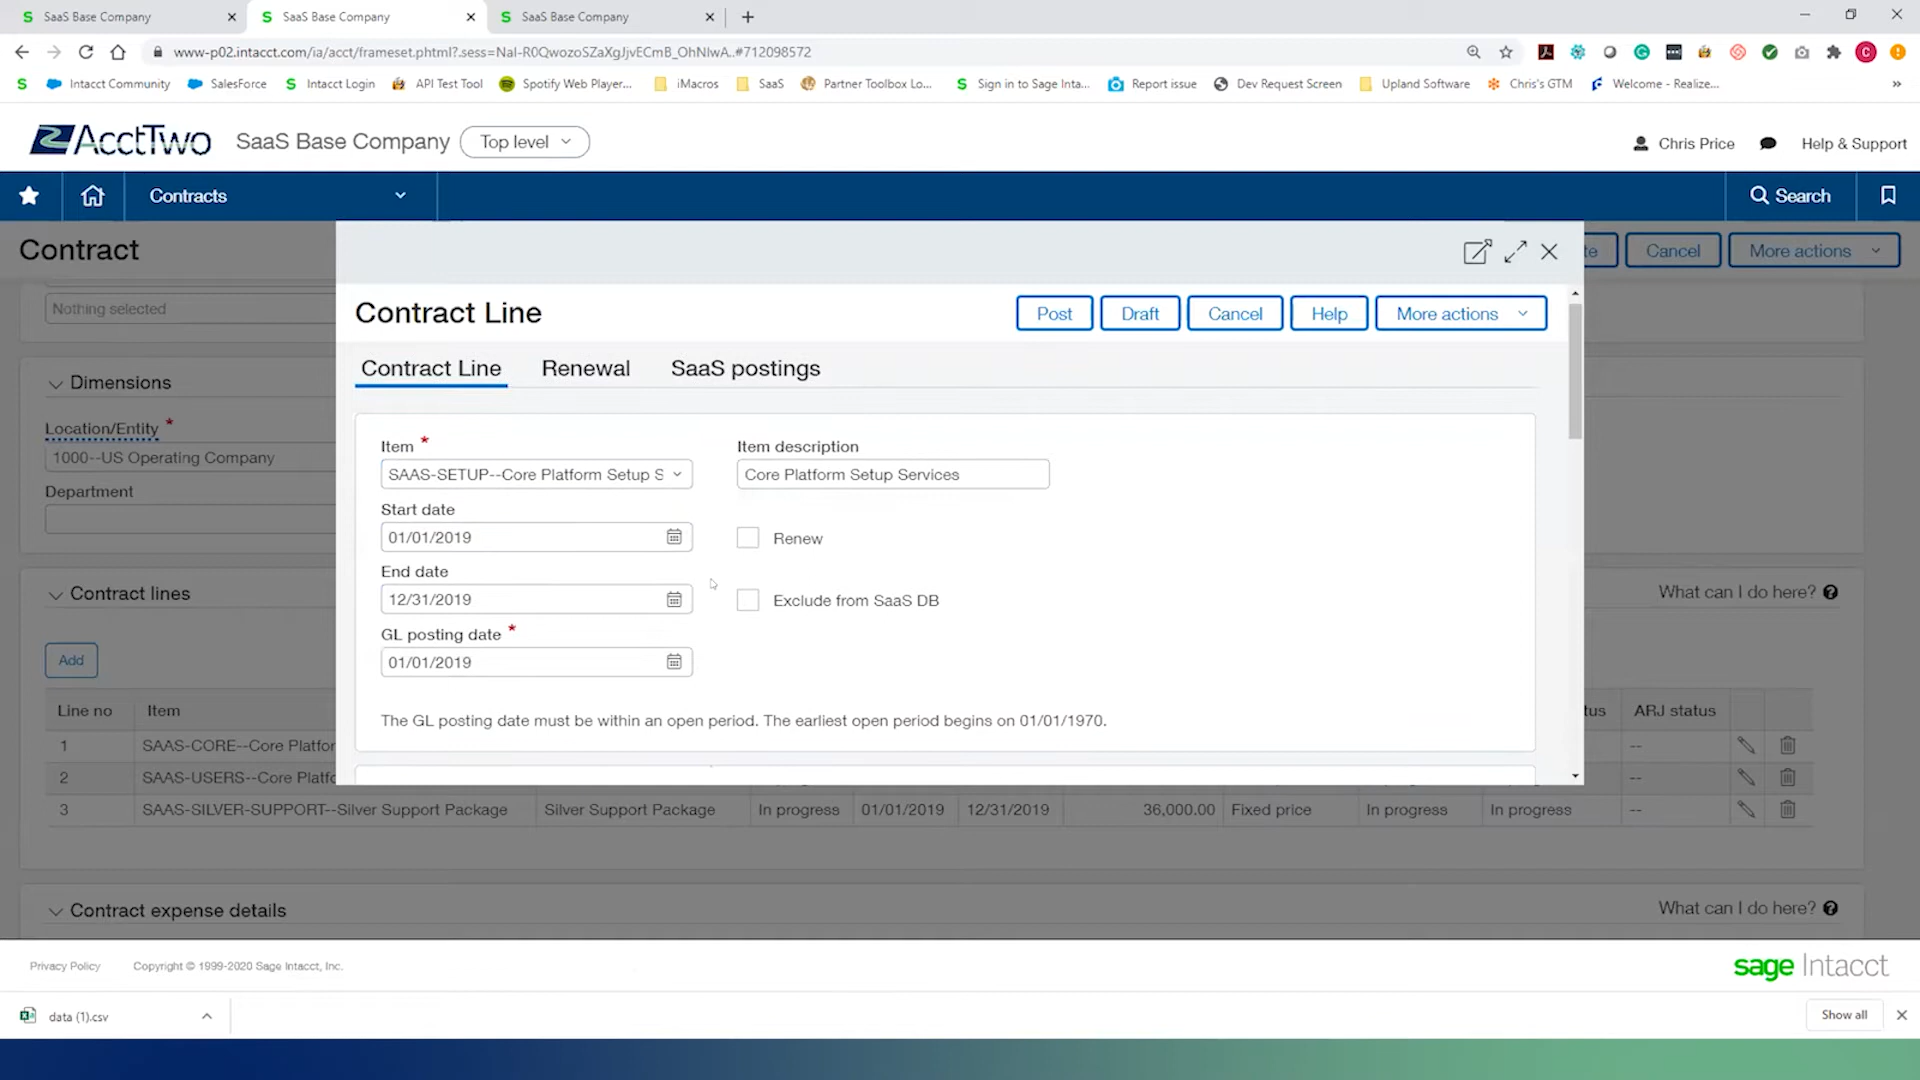 SaaS Base Company
SaaS Base Company
SaaS Base Company
www-p02.intacct.com/ia/acct/frameset.phtml?.sess=NaI-R0QwozoSZaXgJjvECmB_OhNIwA..#712098572
Intacct Community
SalesForce
Intacct Login
API Test Tool
Spotify Web Player...
iMacros
SaaS
Partner Toolbox Lo...
Sign in to Sage Inta...
Report issue
Dev Request Screen
Upland Software
Chris's GTM
Welcome - Realize...
»
AcctTwo
SaaS Base Company
Top level
Chris Price
Help & Support
Contracts
Search
Contract
te
Cancel
More actions
Nothing selected
Contract Line
Post
Draft
Cancel
Help
More actions
Contract Line
Renewal
SaaS postings
Dimensions
Location/Entity *
1000--US Operating Company
Department
Item *
SAAS-SETUP--Core Platform Setup S
Item description
Core Platform Setup Services
Start date
01/01/2019
Renew
End date
12/31/2019
Exclude from SaaS DB
GL posting date *
01/01/2019
The GL posting date must be within an open period. The earliest open period begins on 01/01/1970.
Contract lines
What can I do here?
Add
Line no Item tus ARJ status
1 SAAS-CORE--Core Platfor --
2 SAAS-USERS--Core Platfo --
3 SAAS-SILVER-SUPPORT--Silver Support Package Silver Support Package In progress 01/01/2019 12/31/2019 36,000.00 Fixed price In progress In progress --
Contract expense details
What can I do here?
Privacy Policy
Copyright © 1999-2020 Sage Intacct, Inc.
sage Intacct
data (1).csv
Show all